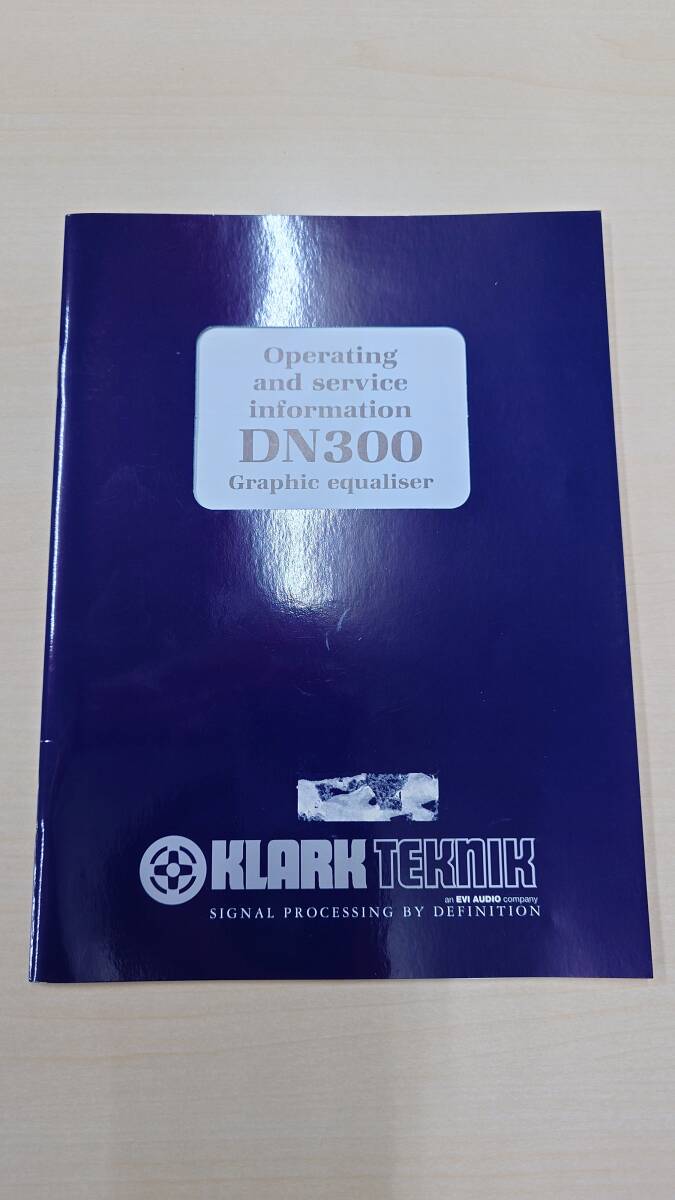 Operating
and service
information
DN300
Graphic equaliser
KLARK TEKNIK
an EVI AUDIO company
SIGNAL PROCESSING BY DEFINITION